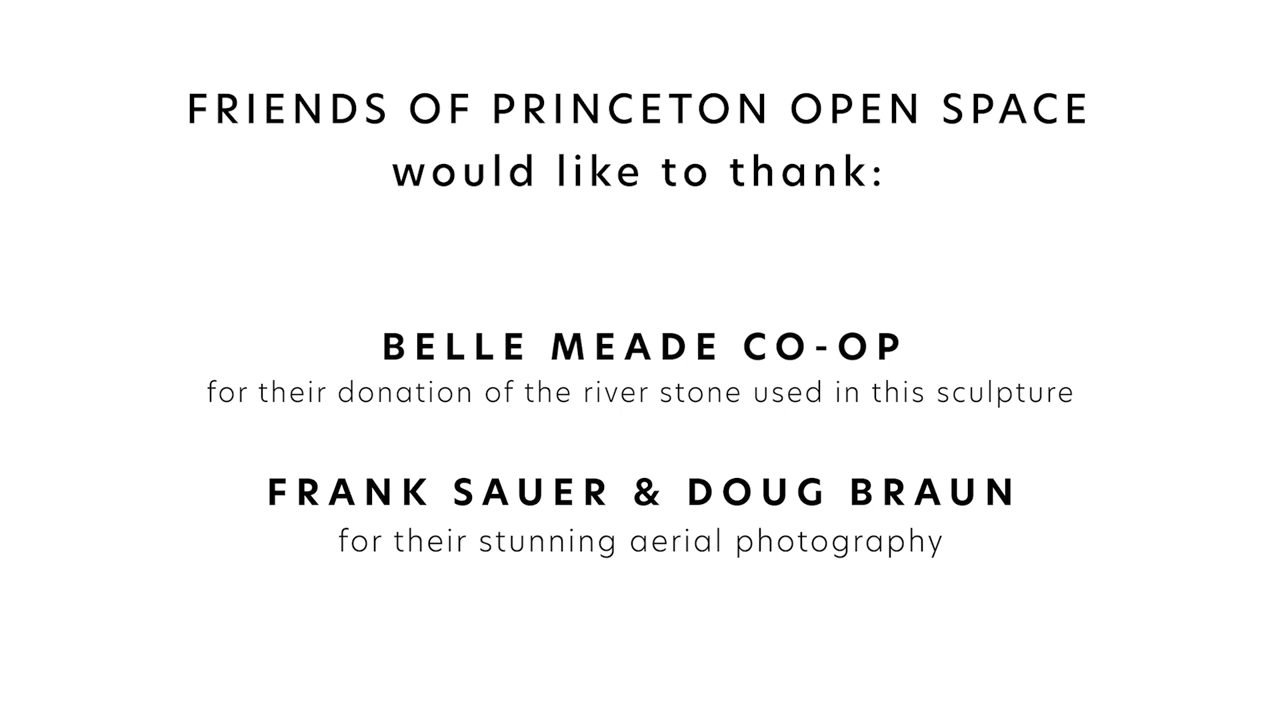 FRIENDS OF PRINCETON OPEN SPACE
would like to thank:
BELLE MEADE CO-OP
for their donation of the river stone used in this sculpture
FRANK SAUER & DOUG BRAUN
for their stunning aerial photography